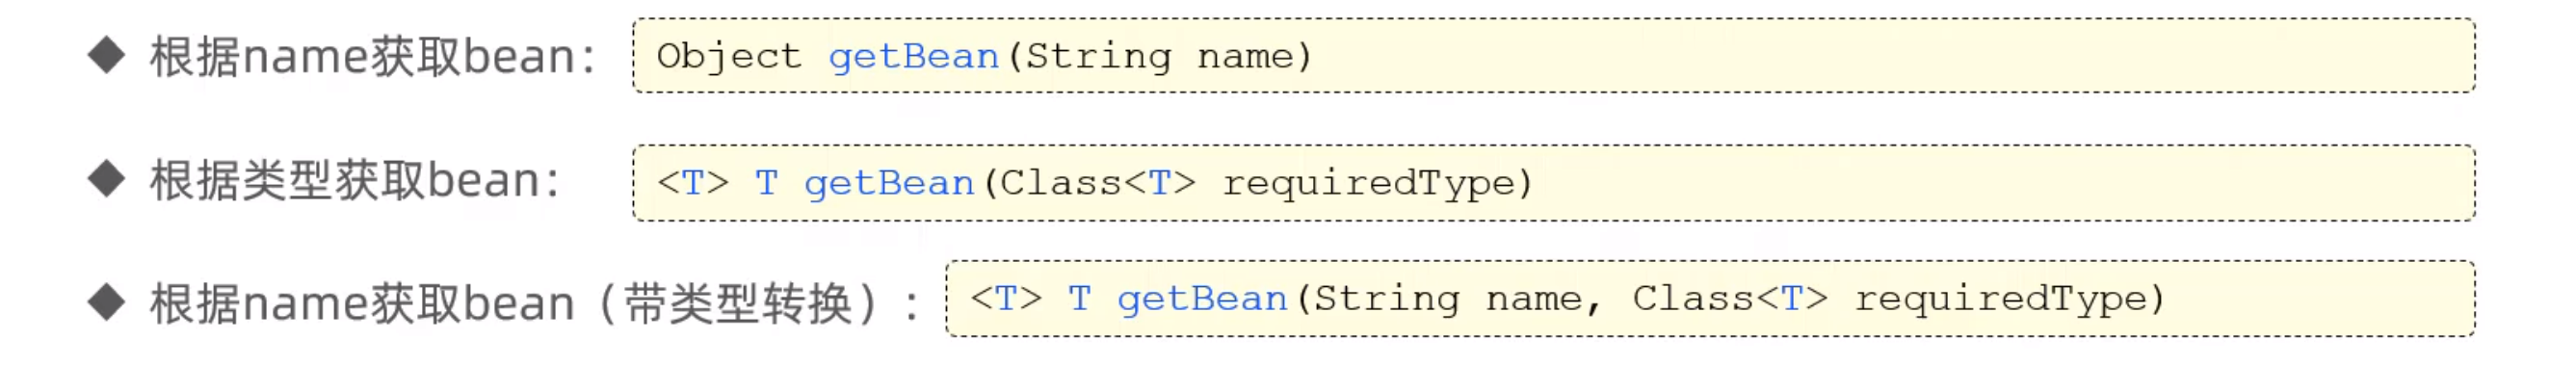 ◆ 根据name获取bean： Object getBean(String name)
◆ 根据类型获取bean： <T> T getBean(Class<T> requiredType)
◆ 根据name获取bean（带类型转换）： <T> T getBean(String name, Class<T> requiredType)